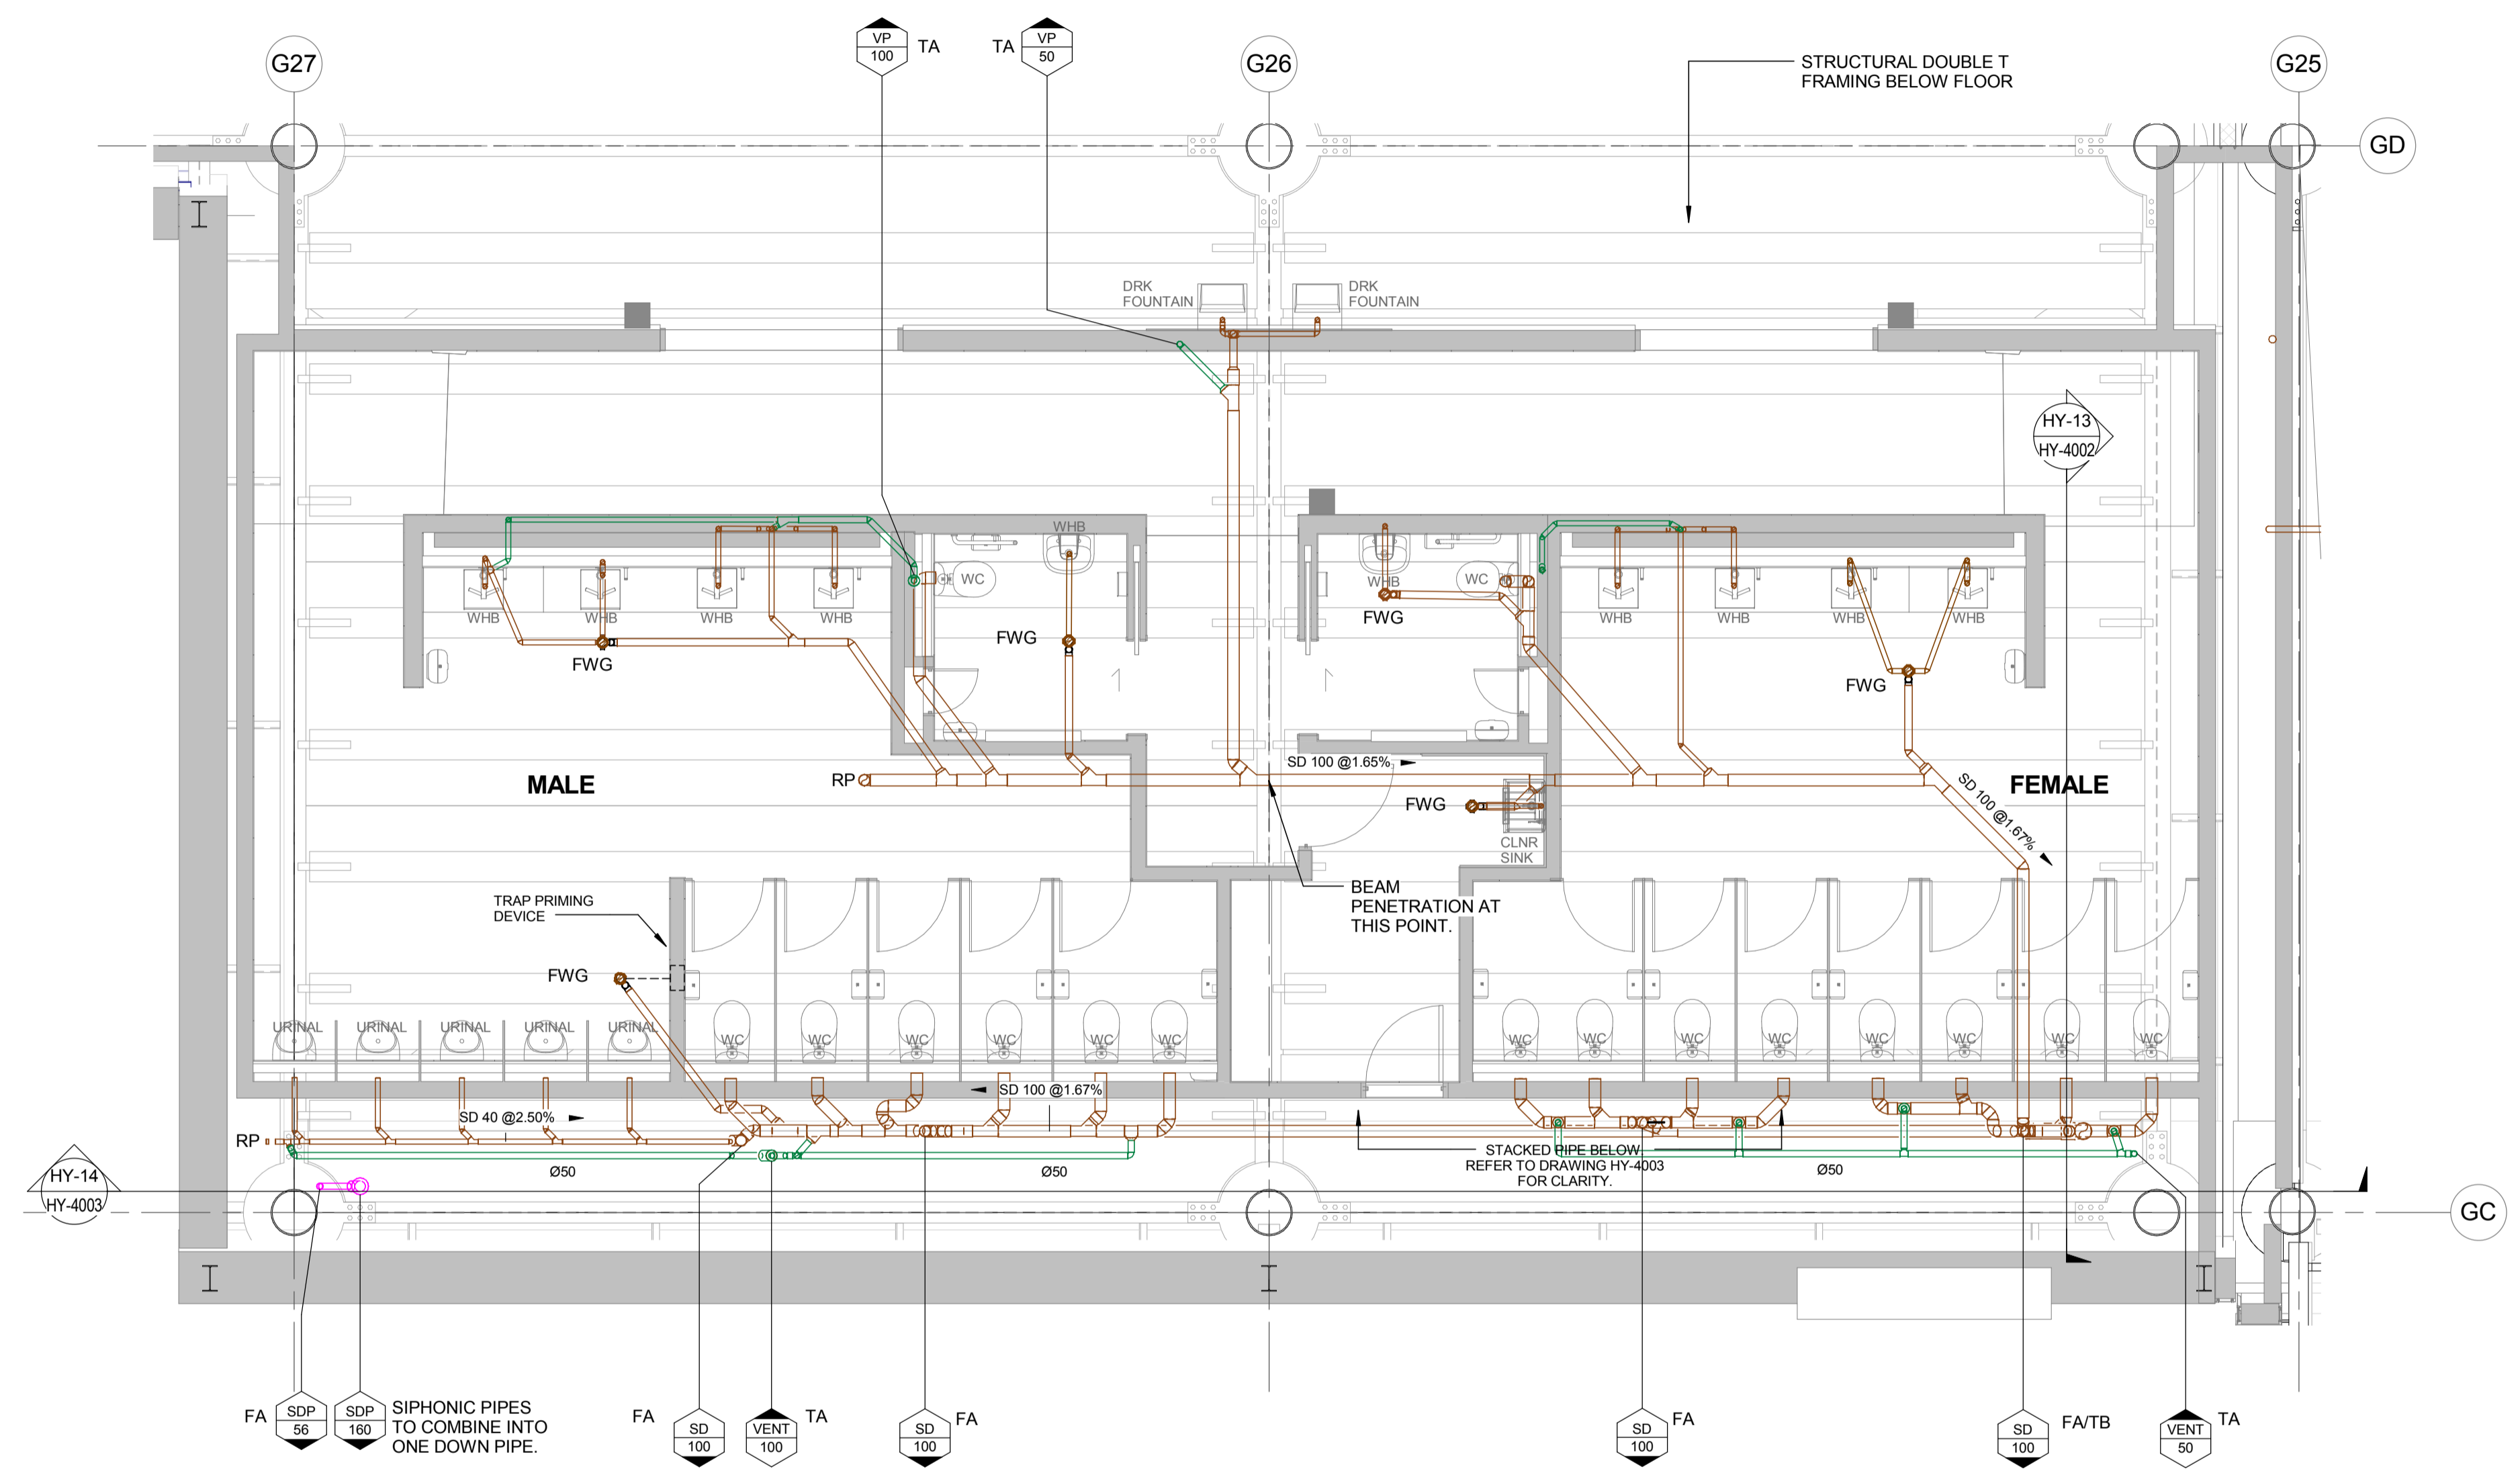 G27
VP
100
TA
TA
VP
50
G26
STRUCTURAL DOUBLE T
FRAMING BELOW FLOOR
G25
GD
DRK
FOUNTAIN
DRK
FOUNTAIN
HY-13
HY-4002
WHB
WC
WHB
WC
WHB
WHB
WHB
WHB
FWG
FWG
FWG
WHB
WHB
WHB
WHB
FWG
RP
MALE
SD 100 @1.65%
FWG
CLNR
SINK
SD 100 @1.67%
FEMALE
BEAM
PENETRATION AT
THIS POINT.
TRAP PRIMING
DEVICE
FWG
URINAL
URINAL
URINAL
URINAL
URINAL
WC
WC
WC
WC
WC
WC
WC
WC
WC
WC
WC
WC
WC
WC
SD 100 @1.67%
SD 40 @2.50%
RP
Ø50
Ø50
STACKED PIPE BELOW
REFER TO DRAWING HY-4003
FOR CLARITY.
Ø50
HY-14
HY-4003
GC
FA
SDP
56
SDP
160
SIPHONIC PIPES
TO COMBINE INTO
ONE DOWN PIPE.
FA
SD
100
VENT
100
TA
SD
100
FA
SD
100
FA
SD
100
FA/TB
VENT
50
TA